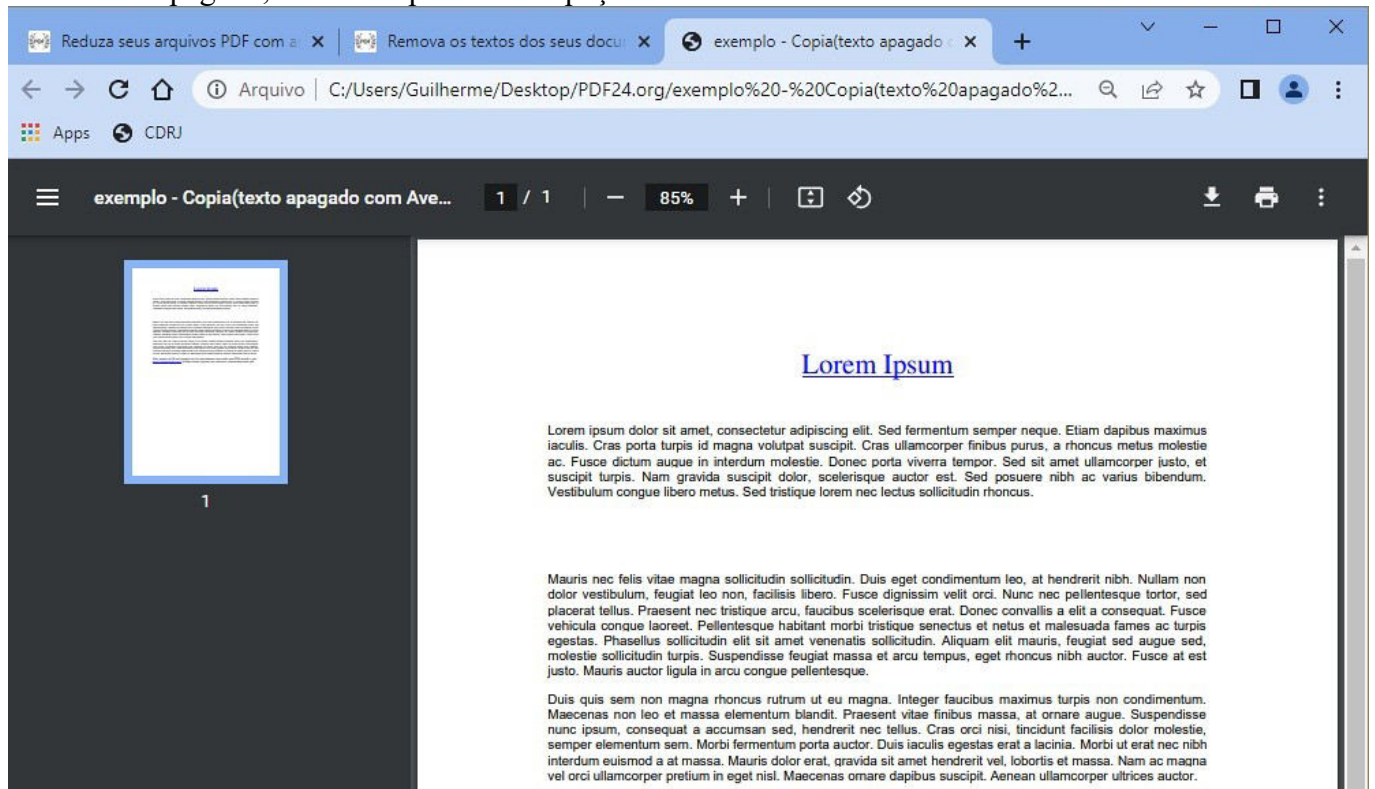 Reduza seus arquivos PDF com a
Remova os textos dos seus docu
exemplo - Copia(texto apagado c
Arquivo | C:/Users/Guilherme/Desktop/PDF24.org/exemplo%20-%20Copia(texto%20apagado%2...
Apps CDRJ
exemplo - Copia(texto apagado com Ave... 1 / 1 | − 85% + |
1
Lorem Ipsum
Lorem ipsum dolor sit amet, consectetur adipiscing elit. Sed fermentum semper neque. Etiam dapibus maximus
iaculis. Cras porta turpis id magna volutpat suscipit. Cras ullamcorper finibus purus, a rhoncus metus molestie
ac. Fusce dictum augue in interdum molestie. Donec porta viverra tempor. Sed sit amet ullamcorper justo, et
suscipit turpis. Nam gravida suscipit dolor, scelerisque auctor est. Sed posuere nibh ac varius bibendum.
Vestibulum congue libero metus. Sed tristique lorem nec lectus sollicitudin rhoncus.
Mauris nec felis vitae magna sollicitudin sollicitudin. Duis eget condimentum leo, at hendrerit nibh. Nullam non
dolor vestibulum, feugiat leo non, facilisis libero. Fusce dignissim velit orci. Nunc nec pellentesque tortor, sed
placerat tellus. Praesent nec tristique arcu, faucibus scelerisque erat. Donec convallis a elit a consequat. Fusce
vehicula congue laoreet. Pellentesque habitant morbi tristique senectus et netus et malesuada fames ac turpis
egestas. Phasellus sollicitudin elit sit amet venenatis sollicitudin. Aliquam elit mauris, feugiat sed augue sed,
molestie sollicitudin turpis. Suspendisse feugiat massa et arcu tempus, eget rhoncus nibh auctor. Fusce at est
justo. Mauris auctor ligula in arcu congue pellentesque.
Duis quis sem non magna rhoncus rutrum ut eu magna. Integer faucibus maximus turpis non condimentum.
Maecenas non leo et massa elementum blandit. Praesent vitae finibus massa, at ornare augue. Suspendisse
nunc ipsum, consequat a accumsan sed, hendrerit nec tellus. Cras orci nisi, tincidunt facilisis dolor molestie,
semper elementum sem. Morbi fermentum porta auctor. Duis iaculis egestas erat a lacinia. Morbi ut erat nec nibh
interdum euismod a at massa. Mauris dolor erat, gravida sit amet hendrerit vel, lobortis et massa. Nam ac magna
vel orci ullamcorper pretium in eget nisl. Maecenas ornare dapibus suscipit. Aenean ullamcorper ultrices auctor.